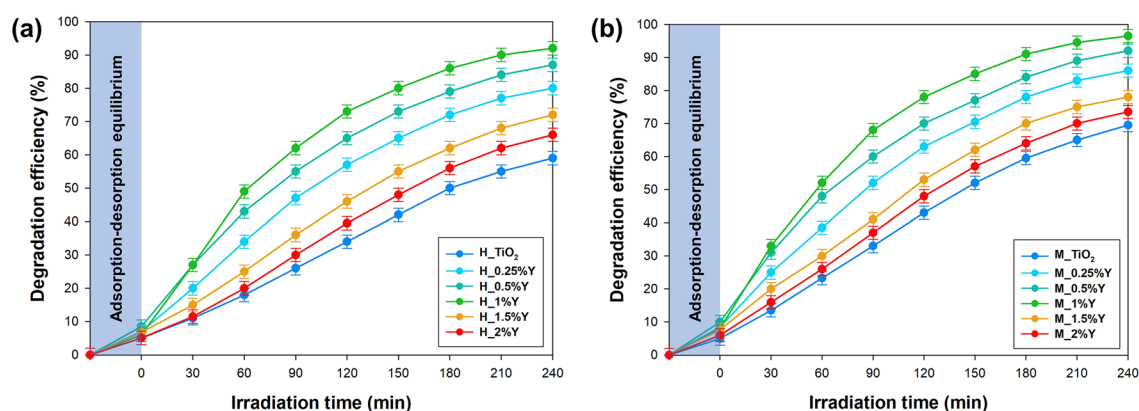 (a)
Degradation efficiency (%)
100
90
80
70
60
50
40
30
20
10
0
Adsorption-desorption equilibrium
H_TiO₂
H_0.25%Y
H_0.5%Y
H_1%Y
H_1.5%Y
H_2%Y
0 30 60 90 120 150 180 210 240
Irradiation time (min)
(b)
Degradation efficiency (%)
100
90
80
70
60
50
40
30
20
10
0
Adsorption-desorption equilibrium
M_TiO₂
M_0.25%Y
M_0.5%Y
M_1%Y
M_1.5%Y
M_2%Y
0 30 60 90 120 150 180 210 240
Irradiation time (min)